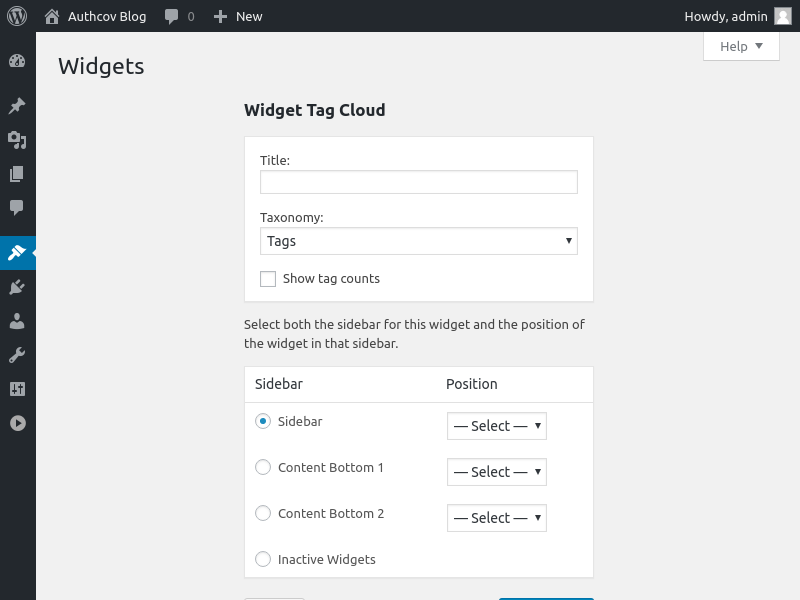 Authcov Blog 0 New Howdy, admin
Help
Widgets
Widget Tag Cloud
Title:
Taxonomy:
Tags
Show tag counts
Select both the sidebar for this widget and the position of
the widget in that sidebar.
Sidebar Position
Sidebar — Select —
Content Bottom 1 — Select —
Content Bottom 2 — Select —
Inactive Widgets